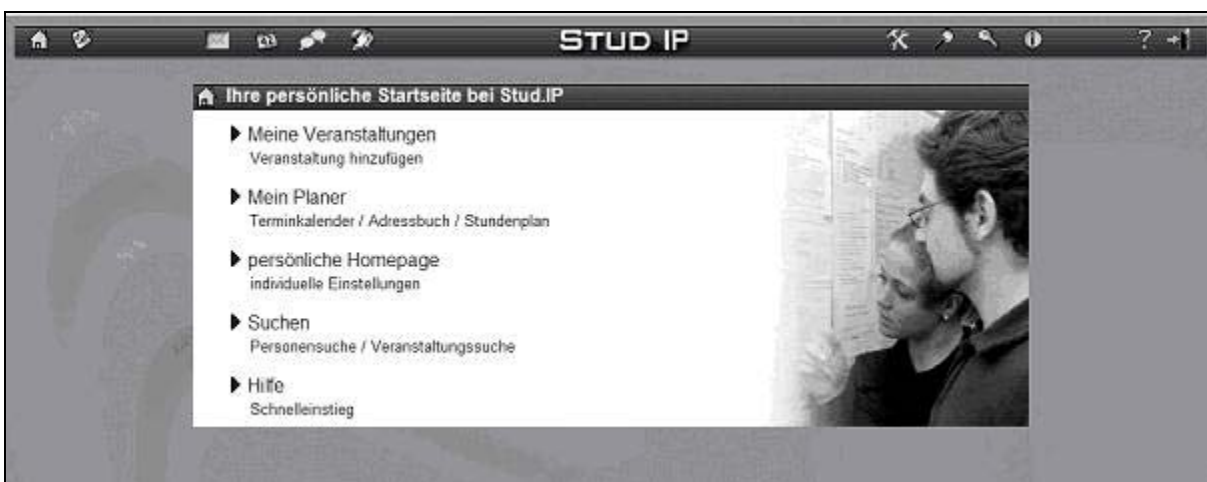 STUD IP
?
Ihre persönliche Startseite bei Stud.IP
Meine Veranstaltungen
Veranstaltung hinzufügen
Mein Planer
Terminkalender / Adressbuch / Stundenplan
persönliche Homepage
individuelle Einstellungen
Suchen
Personensuche / Veranstaltungssuche
Hilfe
Schnelleinstieg